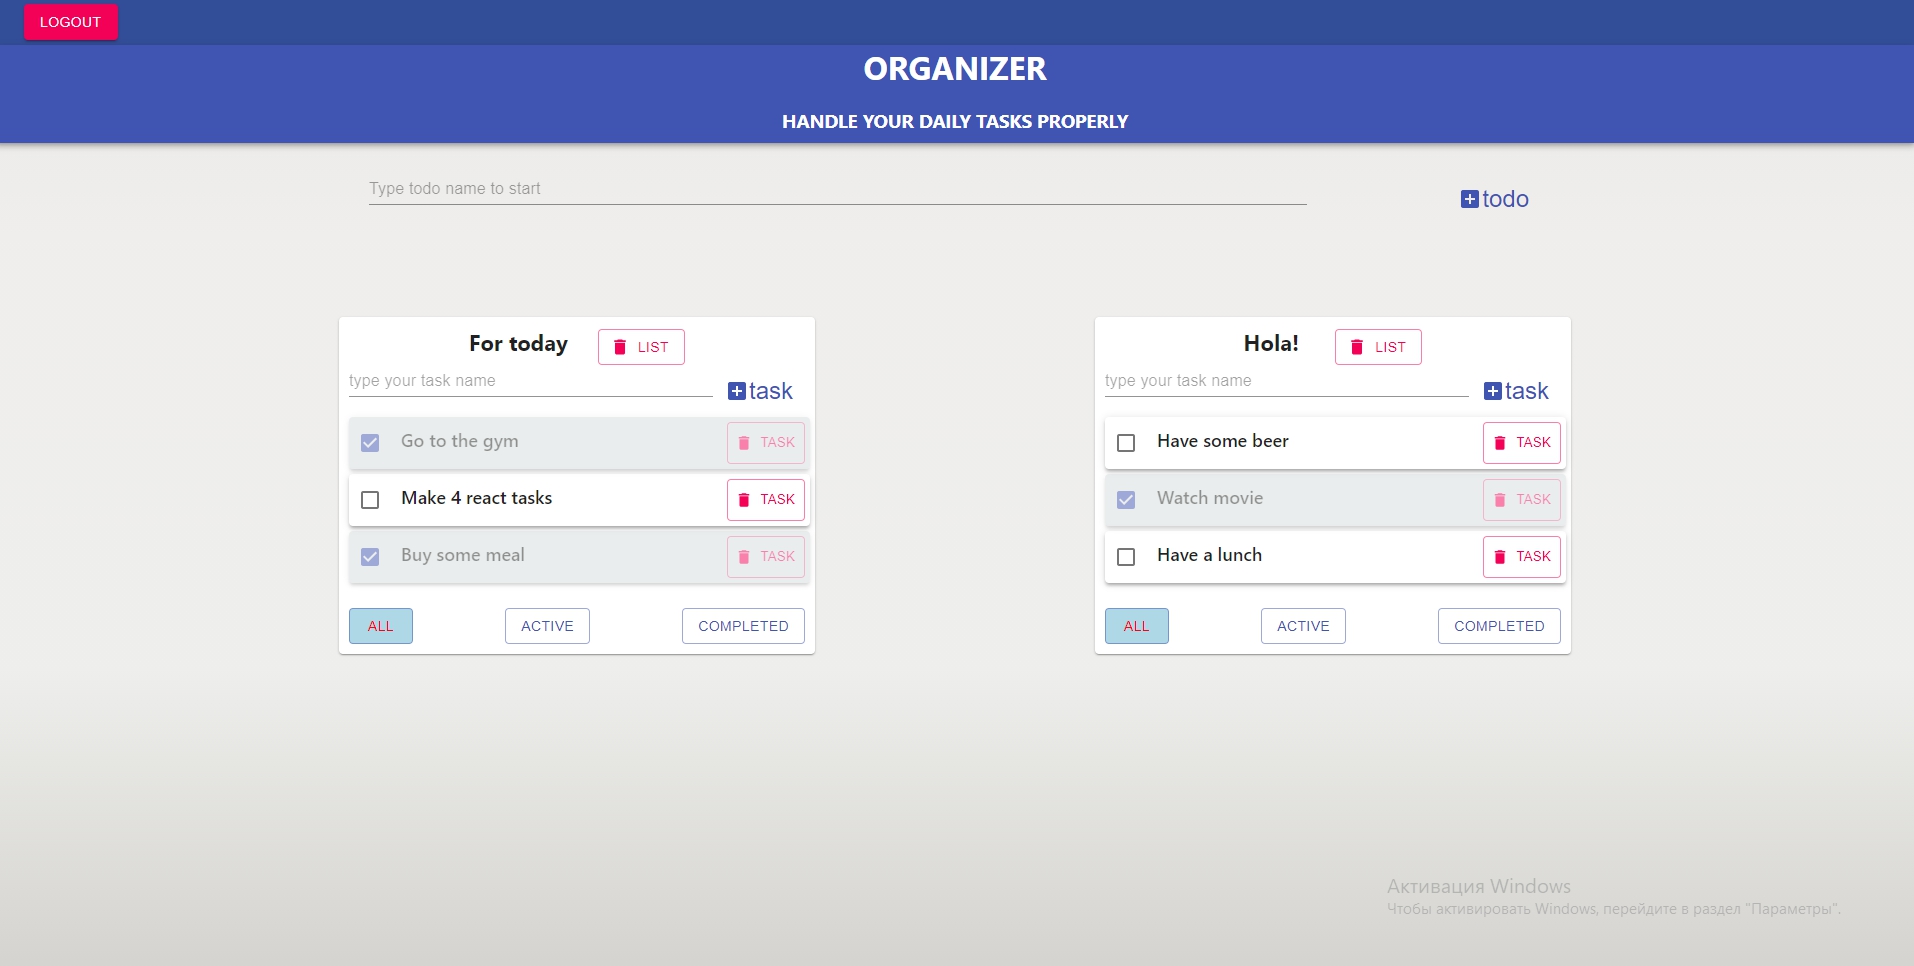 LOGOUT
ORGANIZER
HANDLE YOUR DAILY TASKS PROPERLY
Type todo name to start
todo
For today
LIST
type your task name
task
Go to the gym
TASK
Make 4 react tasks
TASK
Buy some meal
TASK
ALL
ACTIVE
COMPLETED
Hola!
LIST
type your task name
task
Have some beer
TASK
Watch movie
TASK
Have a lunch
TASK
ALL
ACTIVE
COMPLETED
Активация Windows
Чтобы активировать Windows, перейдите в раздел "Параметры".